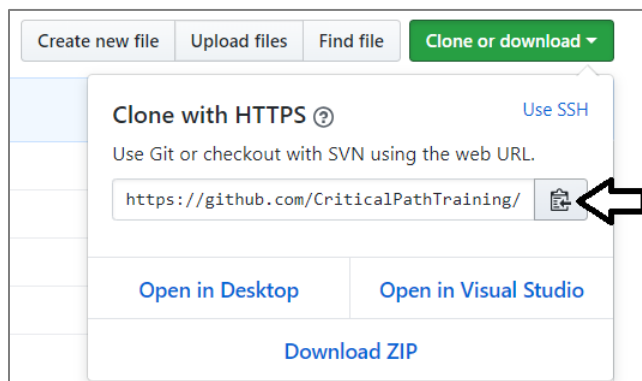 Create new file Upload files Find file Clone or download
Clone with HTTPS ? Use SSH
Use Git or checkout with SVN using the web URL.
https://github.com/CriticalPathTraining/
Open in Desktop Open in Visual Studio
Download ZIP